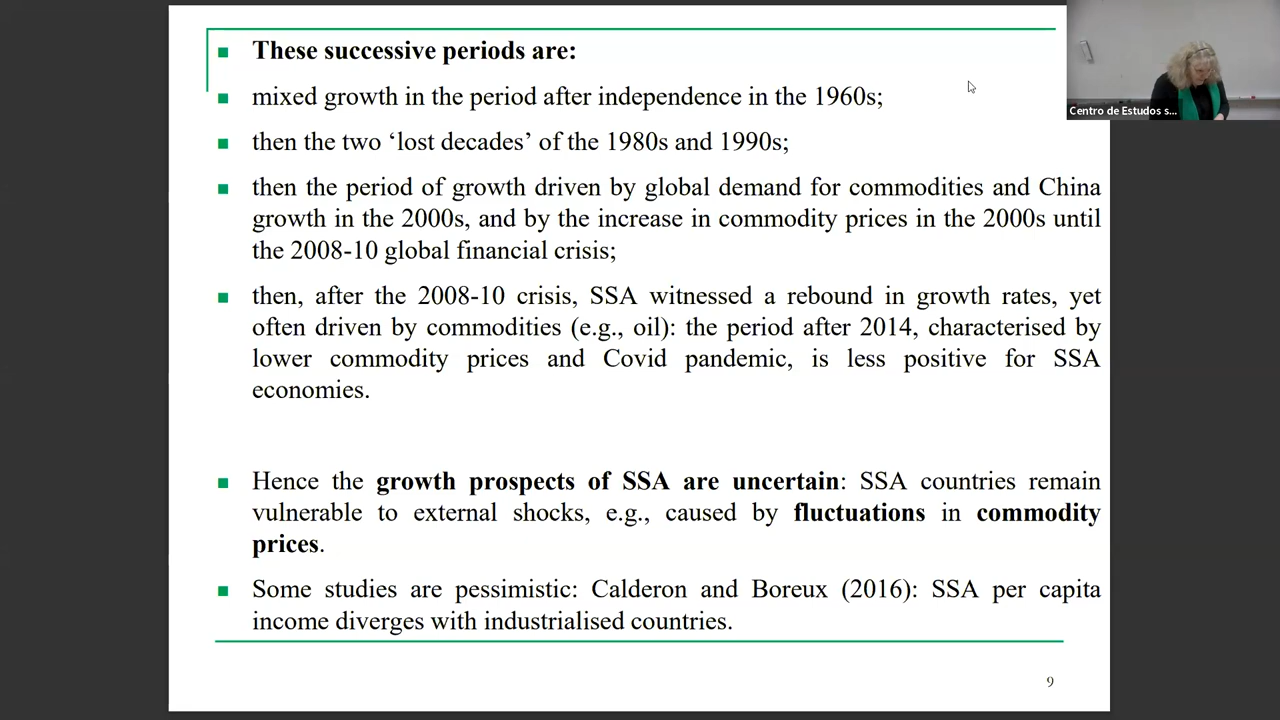 These successive periods are:
mixed growth in the period after independence in the 1960s;
then the two ‘lost decades’ of the 1980s and 1990s;
then the period of growth driven by global demand for commodities and China
growth in the 2000s, and by the increase in commodity prices in the 2000s until
the 2008-10 global financial crisis;
then, after the 2008-10 crisis, SSA witnessed a rebound in growth rates, yet
often driven by commodities (e.g., oil): the period after 2014, characterised by
lower commodity prices and Covid pandemic, is less positive for SSA
economies.
Hence the growth prospects of SSA are uncertain: SSA countries remain
vulnerable to external shocks, e.g., caused by fluctuations in commodity
prices.
Some studies are pessimistic: Calderon and Boreux (2016): SSA per capita
income diverges with industrialised countries.
9
Centro de Estudos s...